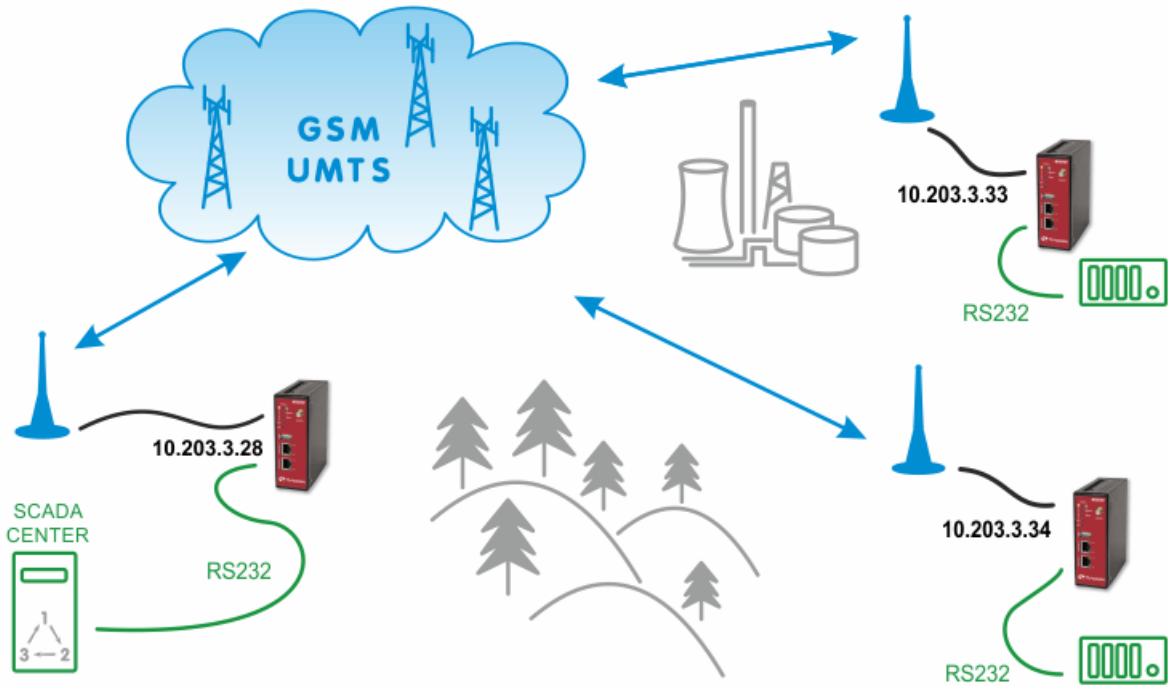 GSM
UMTS
10.203.3.33
RS232
10.203.3.28
SCADA
CENTER
RS232
1
3
2
10.203.3.34
RS232